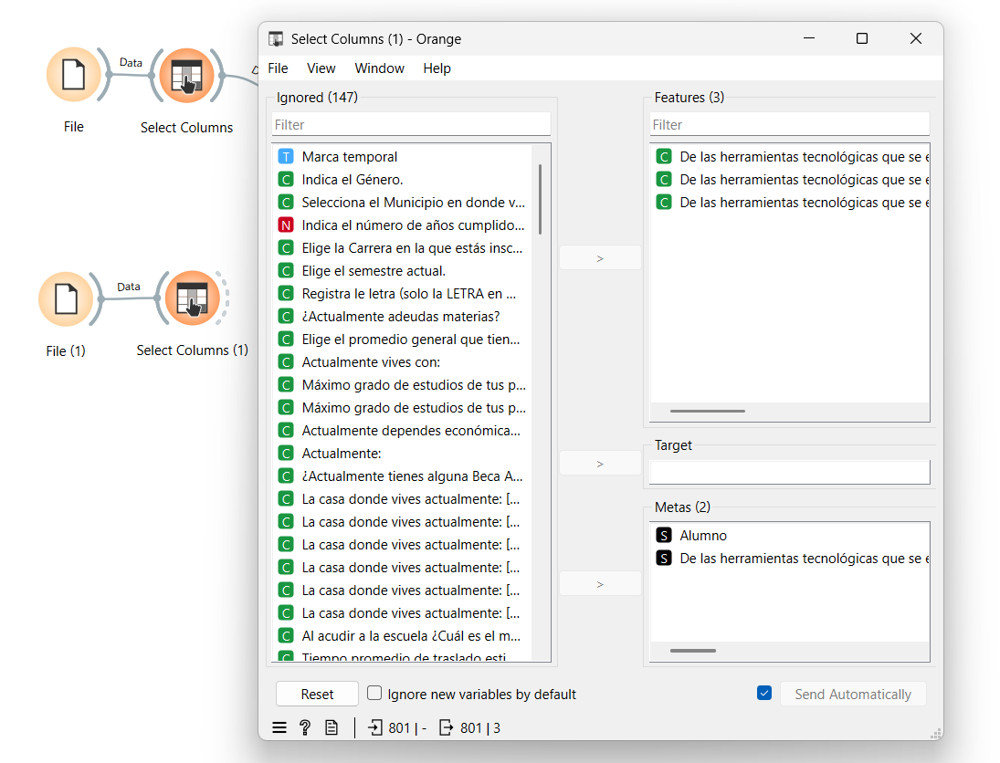 Data
File
Select Columns
Data
File (1)
Select Columns (1)
Select Columns (1) - Orange
File View Window Help
Ignored (147)
Filter
T Marca temporal
C Indica el Género.
C Selecciona el Municipio en donde v...
N Indica el número de años cumplido...
C Elige la Carrera en la que estás insc...
C Elige el semestre actual.
C Registra le letra (solo la LETRA en ...
C ¿Actualmente adeudas materias?
C Elige el promedio general que tien...
C Actualmente vives con:
C Máximo grado de estudios de tus p...
C Máximo grado de estudios de tus p...
C Actualmente dependes económica...
C Actualmente:
C ¿Actualmente tienes alguna Beca A...
C La casa donde vives actualmente: [...
C La casa donde vives actualmente: [...
C La casa donde vives actualmente: [...
C La casa donde vives actualmente: [...
C La casa donde vives actualmente: [...
C La casa donde vives actualmente: [...
C Al acudir a la escuela ¿Cuál es el m...
C Tiempo promedio de traslado esti
>
>
>
Features (3)
Filter
C De las herramientas tecnológicas que se e
C De las herramientas tecnológicas que se e
C De las herramientas tecnológicas que se e
Target
Metas (2)
S Alumno
S De las herramientas tecnológicas que se e
Reset
Ignore new variables by default
Send Automatically
? 801 | - 801 | 3